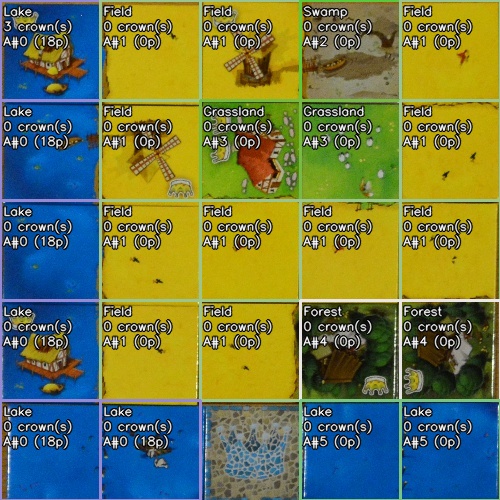 Lake
3 crown(s)
A#0 (18p)
Field
0 crown(s)
A#1 (0p)
Field
0 crown(s)
A#1 (0p)
Swamp
0 crown(s)
A#2 (0p)
Field
0 crown(s)
A#1 (0p)
Lake
0 crown(s)
A#0 (18p)
Field
0 crown(s)
A#1 (0p)
Grassland
0 crown(s)
A#3 (0p)
Grassland
0 crown(s)
A#3 (0p)
Field
0 crown(s)
A#1 (0p)
Lake
0 crown(s)
A#0 (18p)
Field
0 crown(s)
A#1 (0p)
Field
0 crown(s)
A#1 (0p)
Field
0 crown(s)
A#1 (0p)
Field
0 crown(s)
A#1 (0p)
Lake
0 crown(s)
A#0 (18p)
Field
0 crown(s)
A#1 (0p)
Field
0 crown(s)
A#1 (0p)
Forest
0 crown(s)
A#4 (0p)
Forest
0 crown(s)
A#4 (0p)
Lake
0 crown(s)
A#0 (18p)
Lake
0 crown(s)
A#0 (18p)
Lake
0 crown(s)
A#5 (0p)
Lake
0 crown(s)
A#5 (0p)